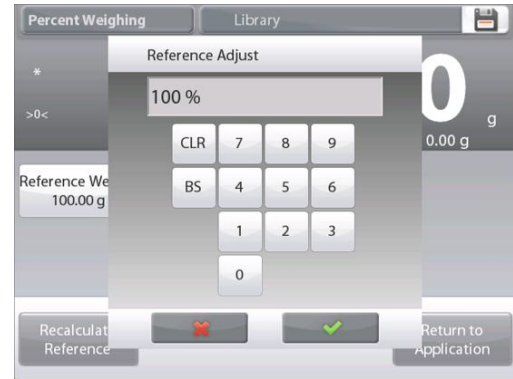 Percent Weighing
Library
Reference Adjust
*
100 %
0
>0<
g
0.00 g
CLR 7 8 9
Reference We
100.00 g
BS 4 5 6
1 2 3
0
Recalculat
Reference
Return to
Application